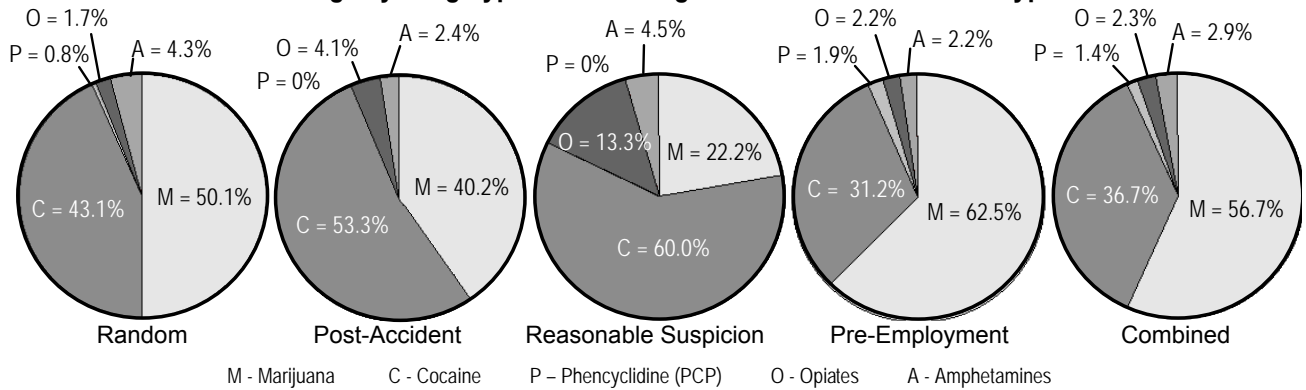 O = 1.7%
P = 0.8%
A = 4.3%
C = 43.1%
M = 50.1%
Random
O = 4.1%
P = 0%
A = 2.4%
C = 53.3%
M = 40.2%
Post-Accident
P = 0%
A = 4.5%
O = 13.3%
M = 22.2%
C = 60.0%
Reasonable Suspicion
O = 2.2%
P = 1.9%
A = 2.2%
C = 31.2%
M = 62.5%
Pre-Employment
O = 2.3%
P = 1.4%
A = 2.9%
C = 36.7%
M = 56.7%
Combined
M - Marijuana C - Cocaine P – Phencyclidine (PCP) O - Opiates A - Amphetamines